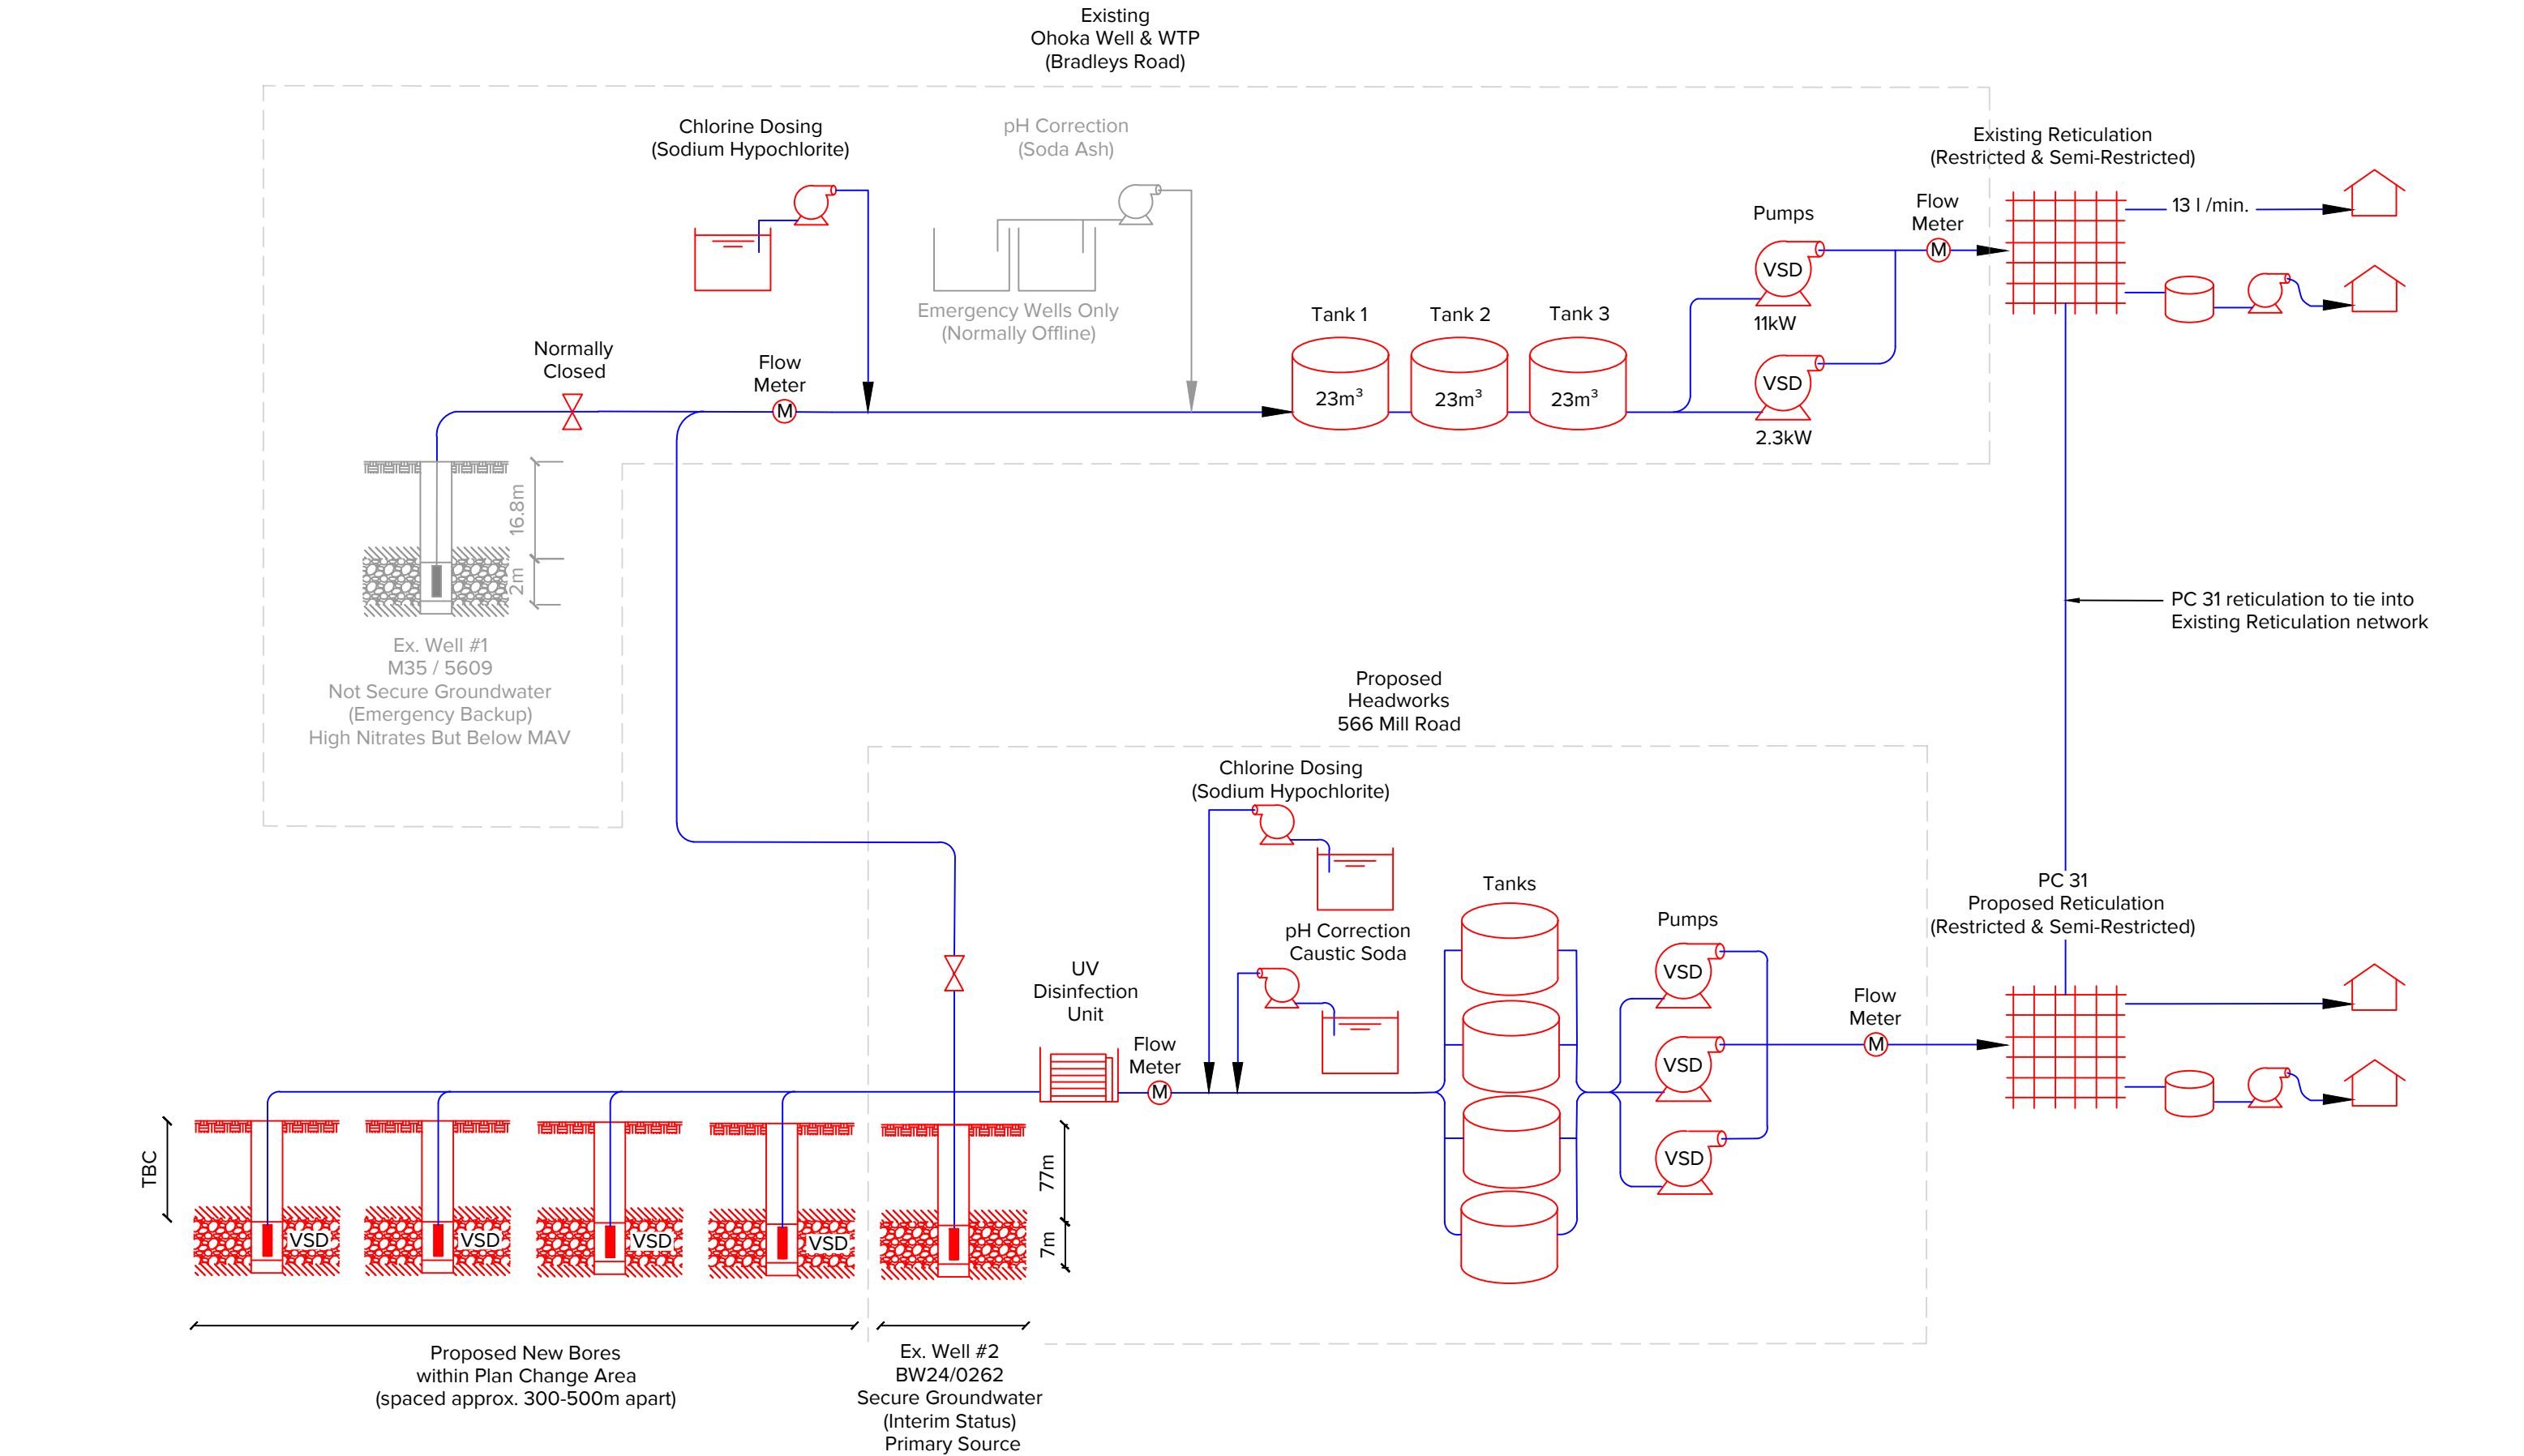 Existing
Ohoka Well & WTP
(Bradleys Road)
Chlorine Dosing
(Sodium Hypochlorite)
pH Correction
(Soda Ash)
Emergency Wells Only
(Normally Offline)
Existing Reticulation
(Restricted & Semi-Restricted)
13 l /min.
Flow
Meter
M
Pumps
VSD
11kW
VSD
2.3kW
Tank 1
Tank 2
Tank 3
23m³
23m³
23m³
Normally
Closed
Flow
Meter
M
16.8m
2m
Ex. Well #1
M35 / 5609
Not Secure Groundwater
(Emergency Backup)
High Nitrates But Below MAV
PC 31 reticulation to tie into
Existing Reticulation network
Proposed
Headworks
566 Mill Road
Chlorine Dosing
(Sodium Hypochlorite)
pH Correction
Caustic Soda
UV
Disinfection
Unit
Flow
Meter
M
Tanks
Pumps
VSD
VSD
VSD
Flow
Meter
M
PC 31
Proposed Reticulation
(Restricted & Semi-Restricted)
TBC
VSD
VSD
VSD
VSD
77m
7m
Proposed New Bores
within Plan Change Area
(spaced approx. 300-500m apart)
Ex. Well #2
BW24/0262
Secure Groundwater
(Interim Status)
Primary Source